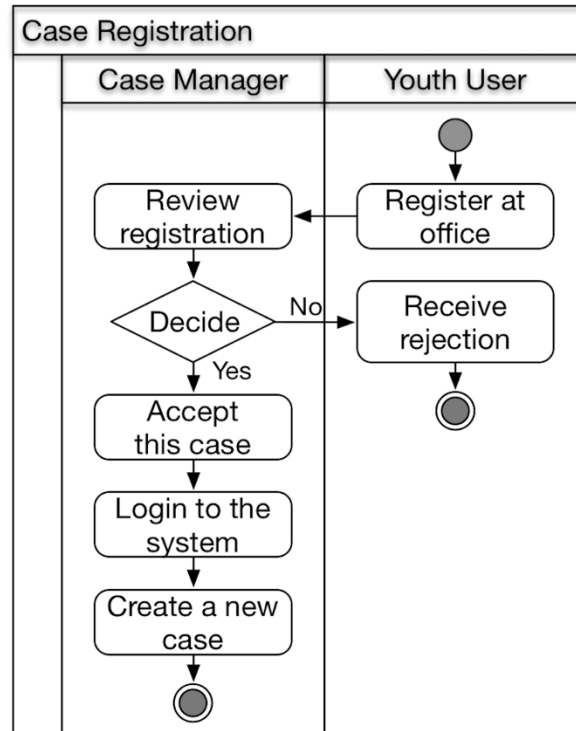 Case Registration
Case Manager
Youth User
Register at
office
Review
registration
Decide
No
Receive
rejection
Yes
Accept
this case
Login to the
system
Create a new
case